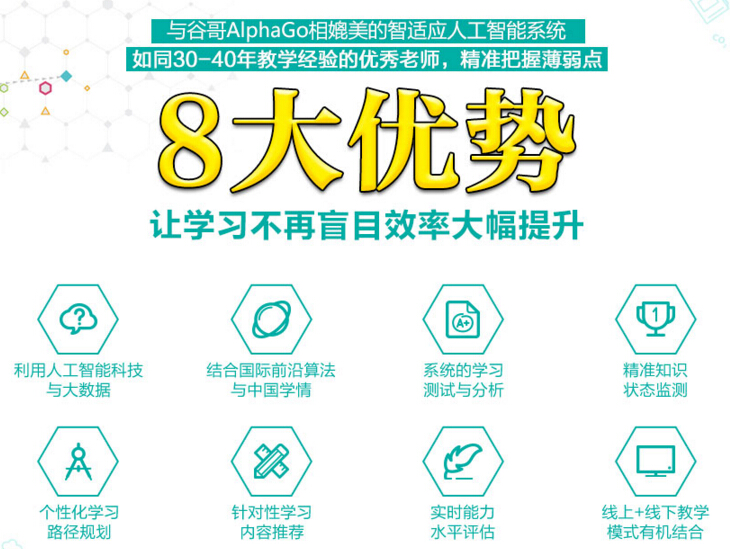 与谷哥AlphaGo相媲美的智适应人工智能系统
如同30-40年教学经验的优秀老师，精准把握薄弱点
8大优势
让学习不再盲目效率大幅提升
利用人工智能科技
与大数据
结合国际前沿算法
与中国学情
A+
系统的学习
测试与分析
1
精准知识
状态监测
个性化学习
路径规划
针对性学习
内容推荐
实时能力
水平评估
线上+线下教学
模式有机结合